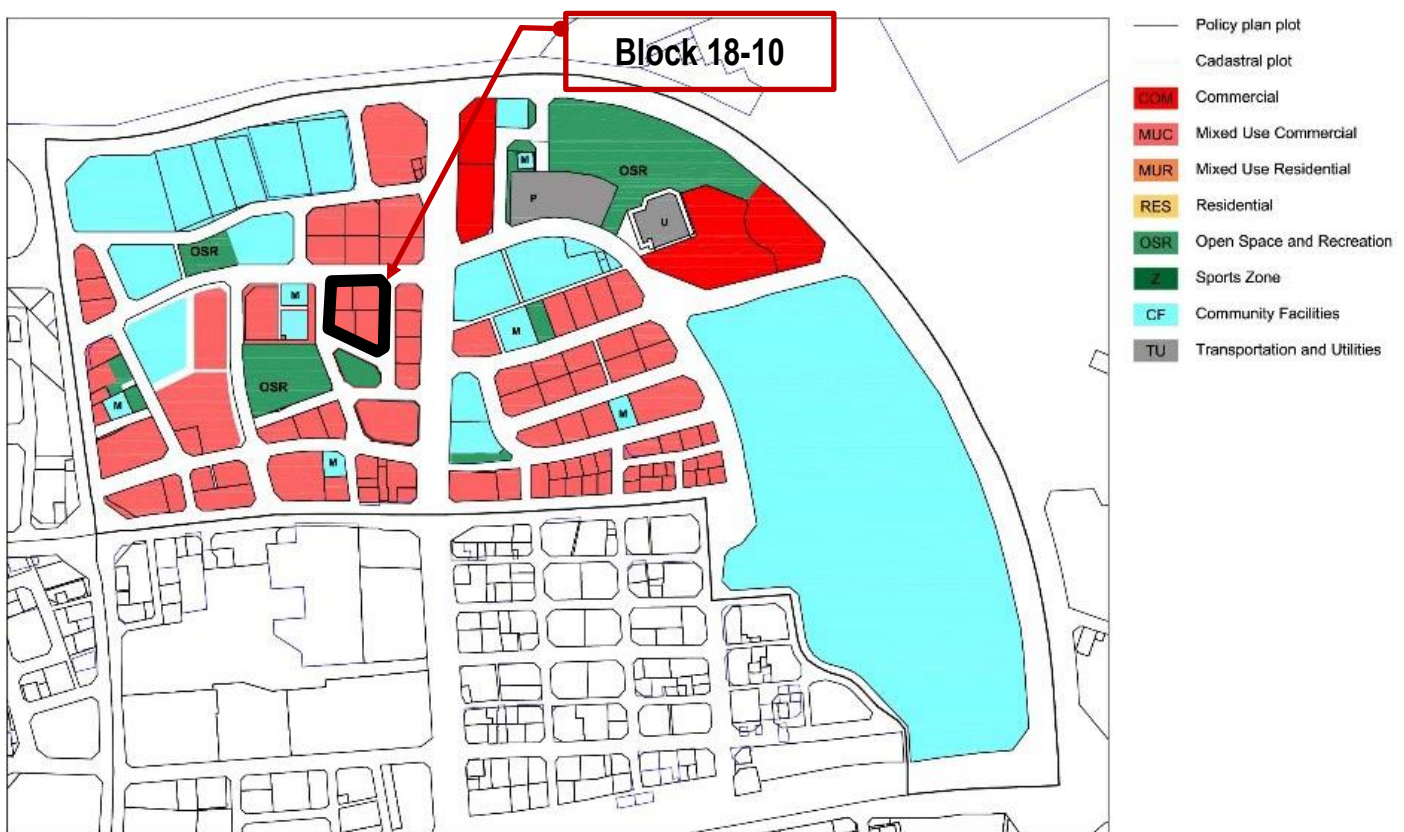 Block 18-10
Policy plan plot
Cadastral plot
COM Commercial
MUC Mixed Use Commercial
MUR Mixed Use Residential
RES Residential
OSR Open Space and Recreation
Z Sports Zone
CF Community Facilities
TU Transportation and Utilities
M
OSR
P
U
OSR
M
M
OSR
M
M
M